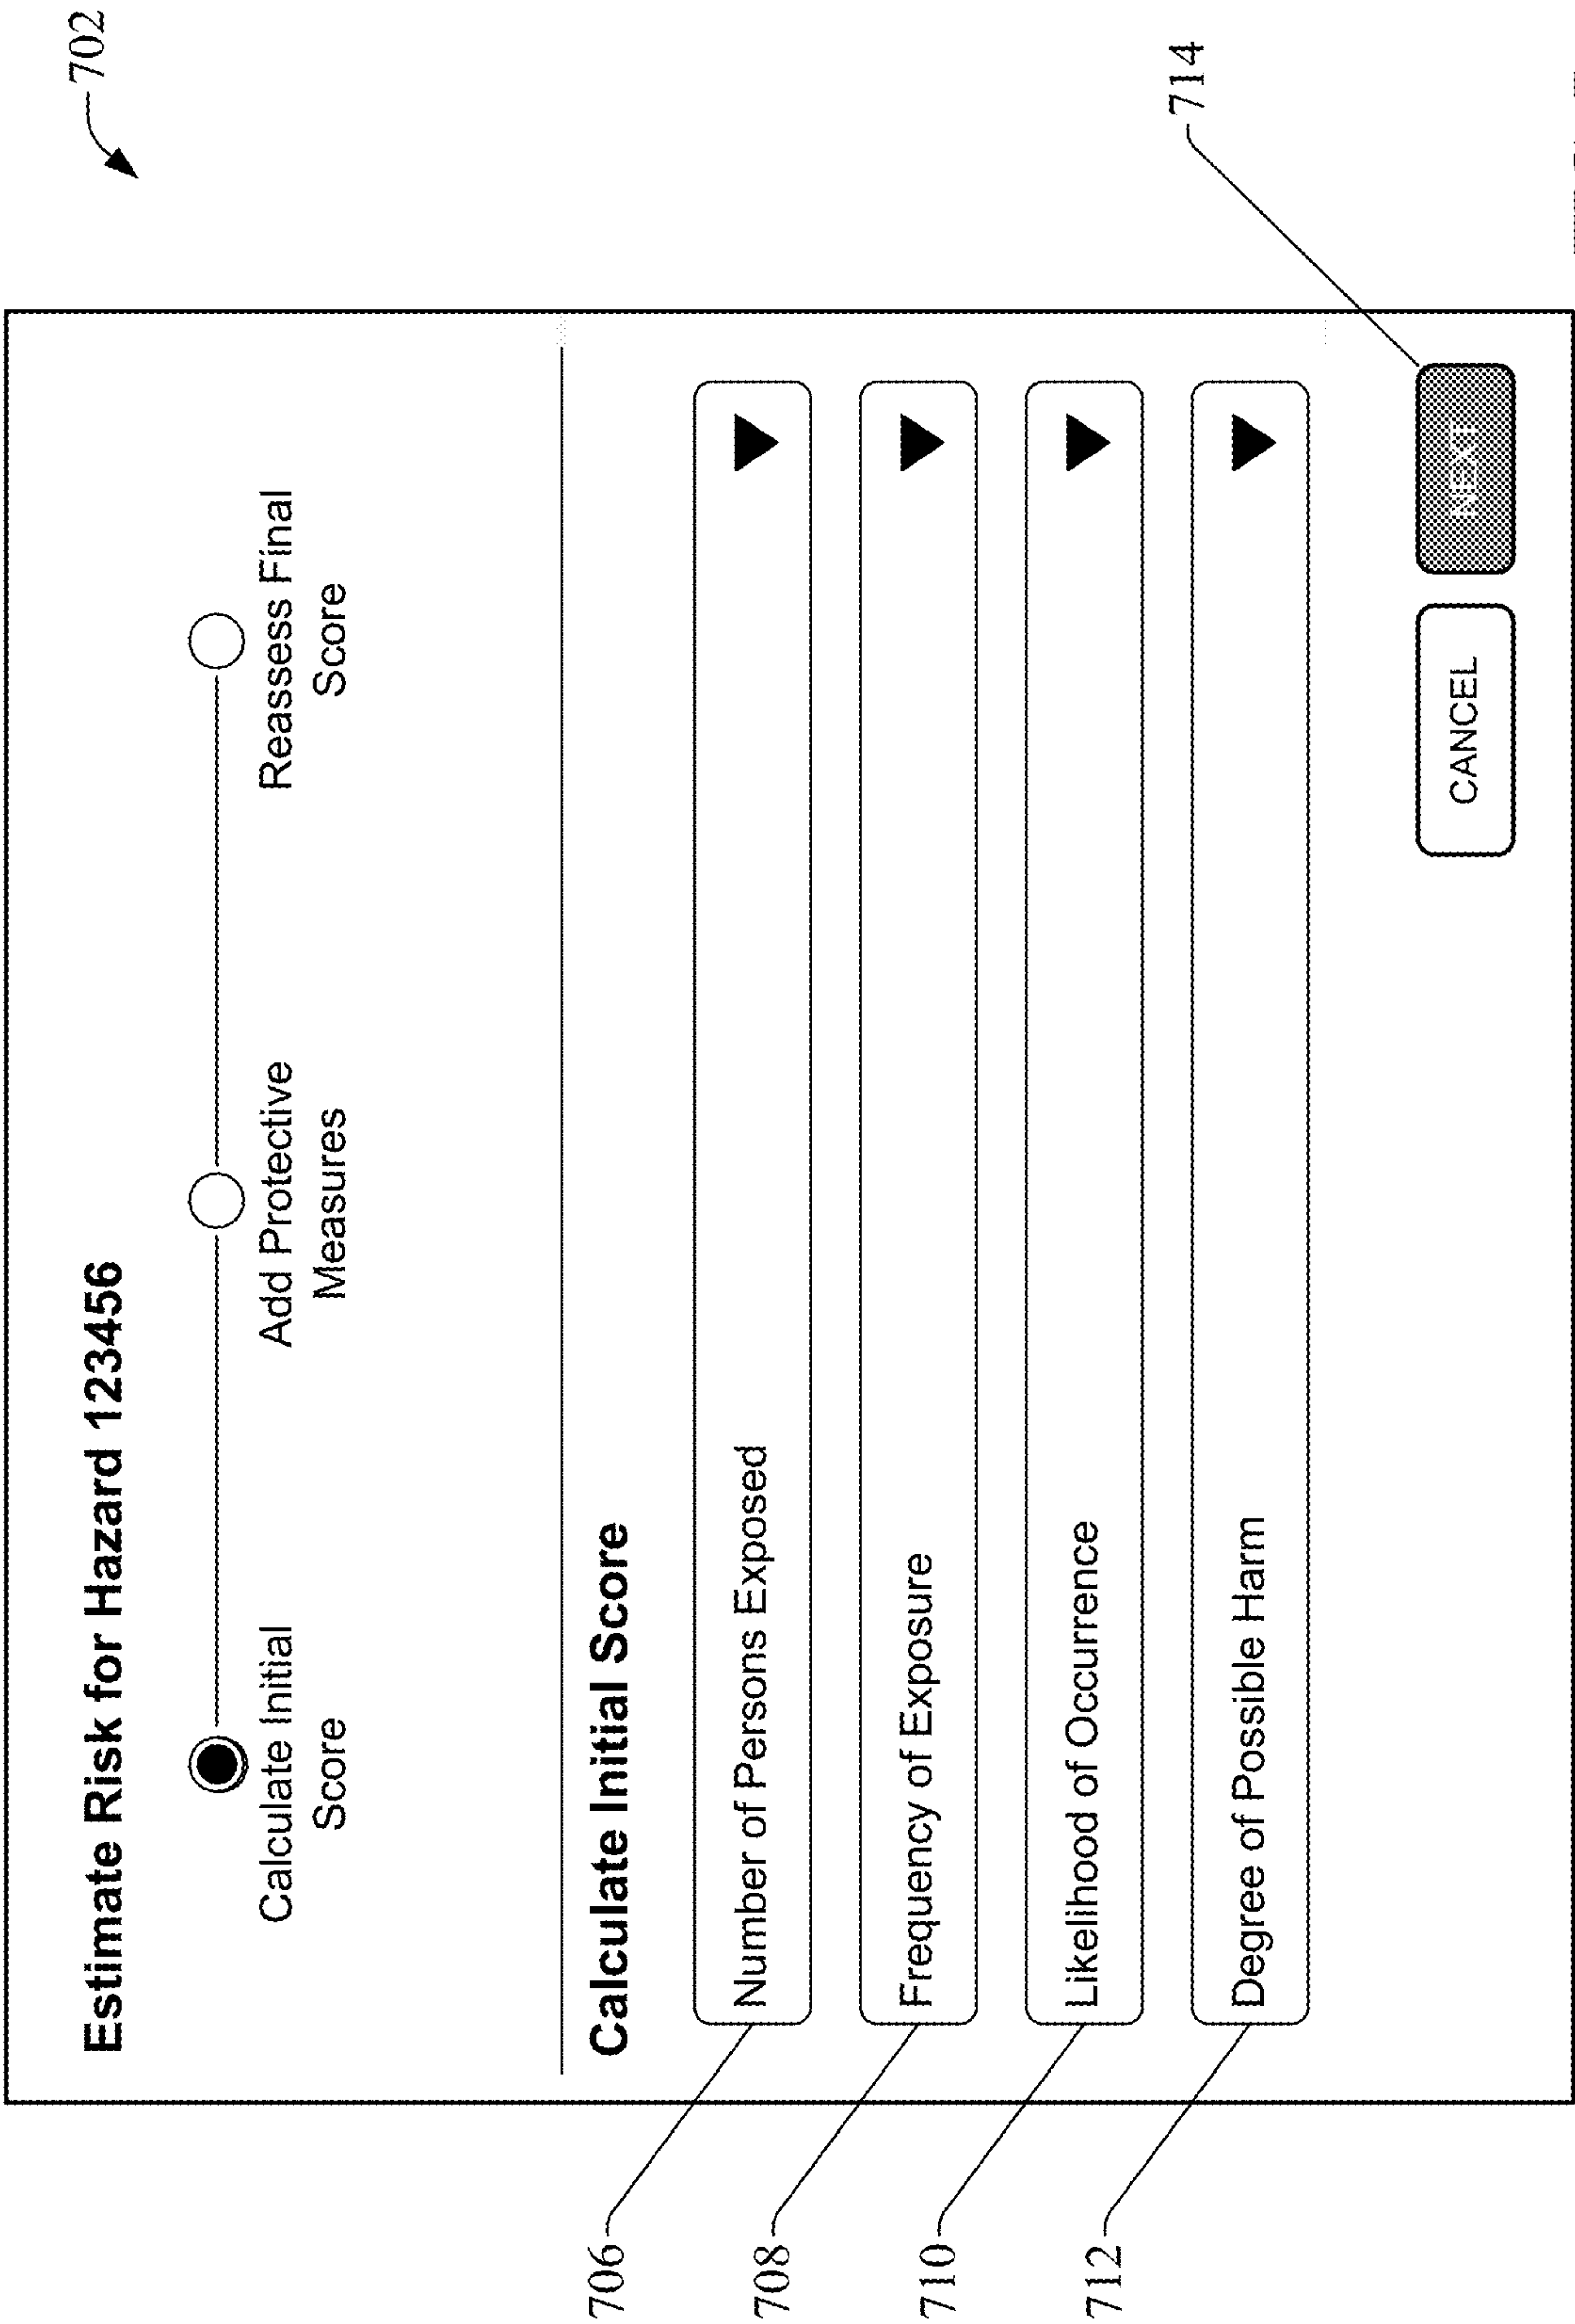 702
Estimate Risk for Hazard 123456
Calculate Initial
Score
Add Protective
Measures
Reassess Final
Score
Calculate Initial Score
706
Number of Persons Exposed
708
Frequency of Exposure
710
Likelihood of Occurrence
712
Degree of Possible Harm
CANCEL
NEXT
714